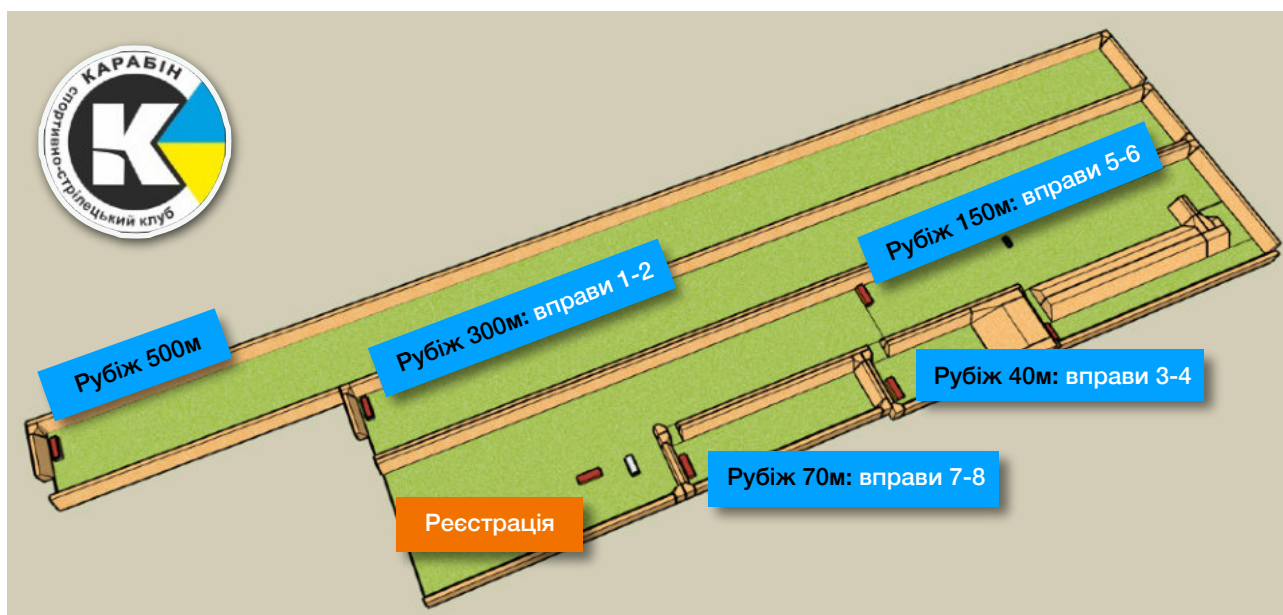 КАРАБІН
спортивно-стрілецький клуб
К
Рубіж 500м
Рубіж 300м: вправи 1-2
Рубіж 150м: вправи 5-6
Рубіж 40м: вправи 3-4
Рубіж 70м: вправи 7-8
Реєстрація